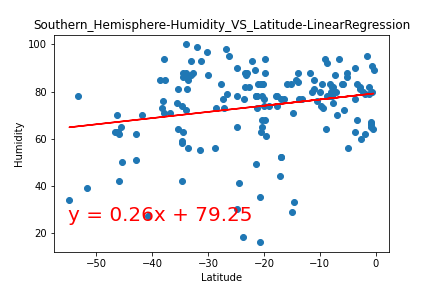 Southern_Hemisphere-Humidity_VS_Latitude-LinearRegression
100
80
60
40
20
Humidity
y = 0.26x + 79.25
−50
−40
−30
−20
−10
0
Latitude